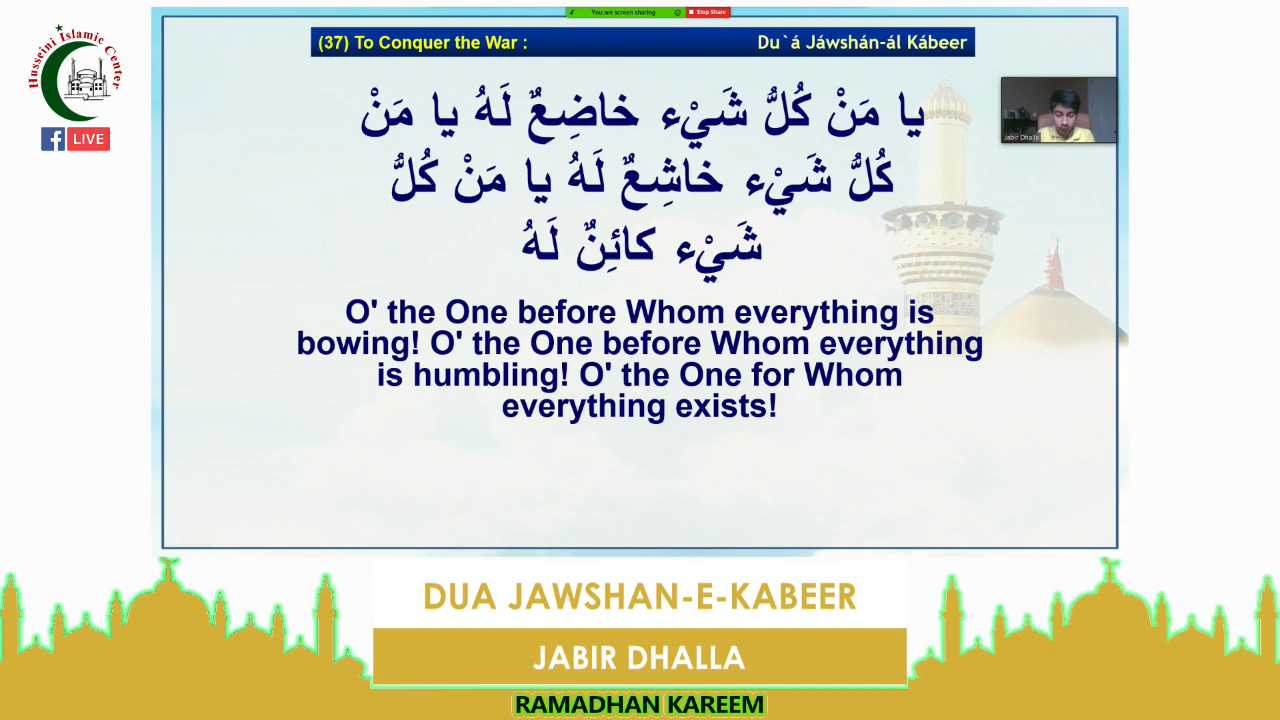 You are screen sharing
Stop Share
Husseini Islamic Center
LIVE
(37) To Conquer the War :
Du`á Jáwshán-ál Kábeer
يا مَنْ كُلُّ شَيْء خاضِعٌ لَهُ يا مَنْ
كُلُّ شَيْء خاشِعٌ لَهُ يا مَنْ كُلُّ
شَيْء كائِنٌ لَهُ
Jabir Dhalla
O' the One before Whom everything is
bowing! O' the One before Whom everything
is humbling! O' the One for Whom
everything exists!
DUA JAWSHAN-E-KABEER
JABIR DHALLA
RAMADHAN KAREEM